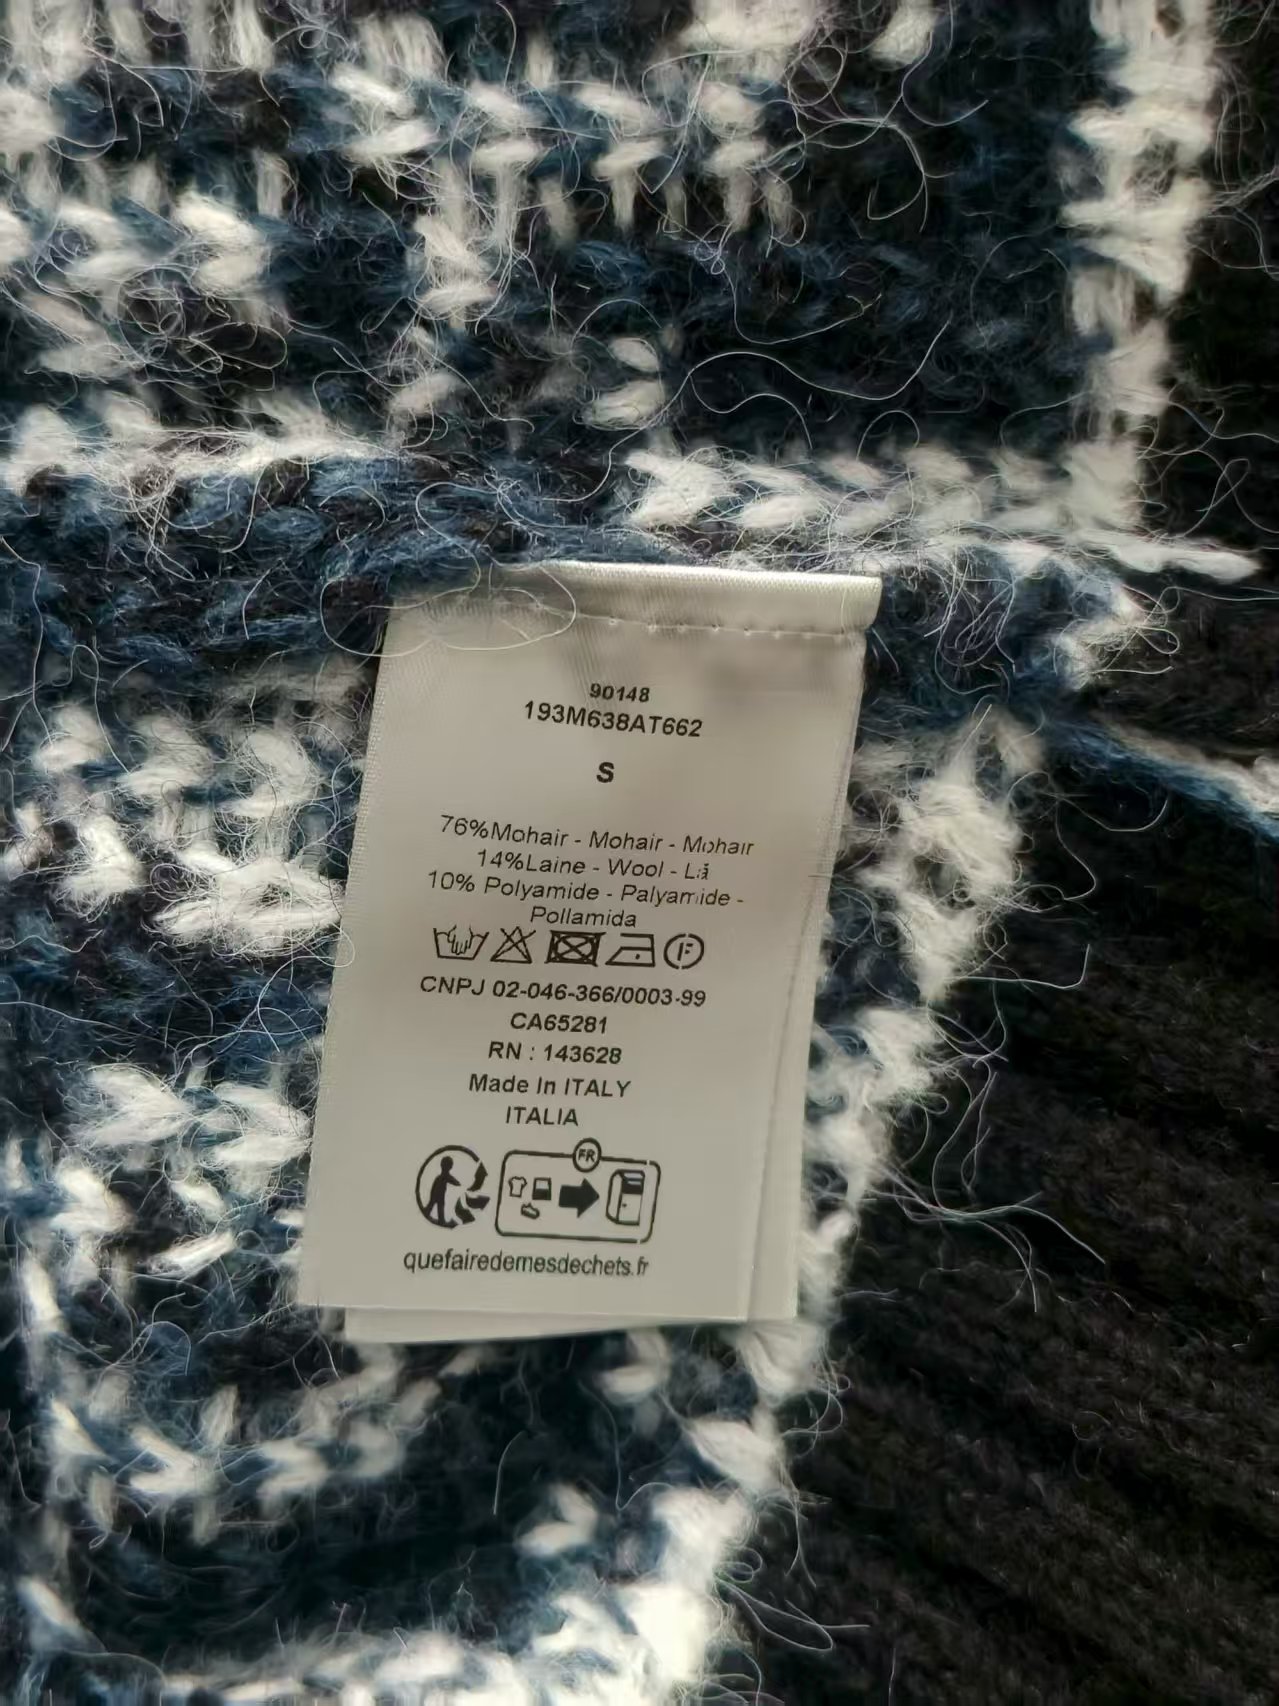 90148
193M638AT662
S
76%Mohair - Mohair - Mohair
14%Laine - Wool - Lã
10% Polyamide - Palyamide -
Pollamida
F
CNPJ 02-046-366/0003-99
CA65281
RN : 143628
Made In ITALY
ITALIA
FR
quefairedemesdechets.fr